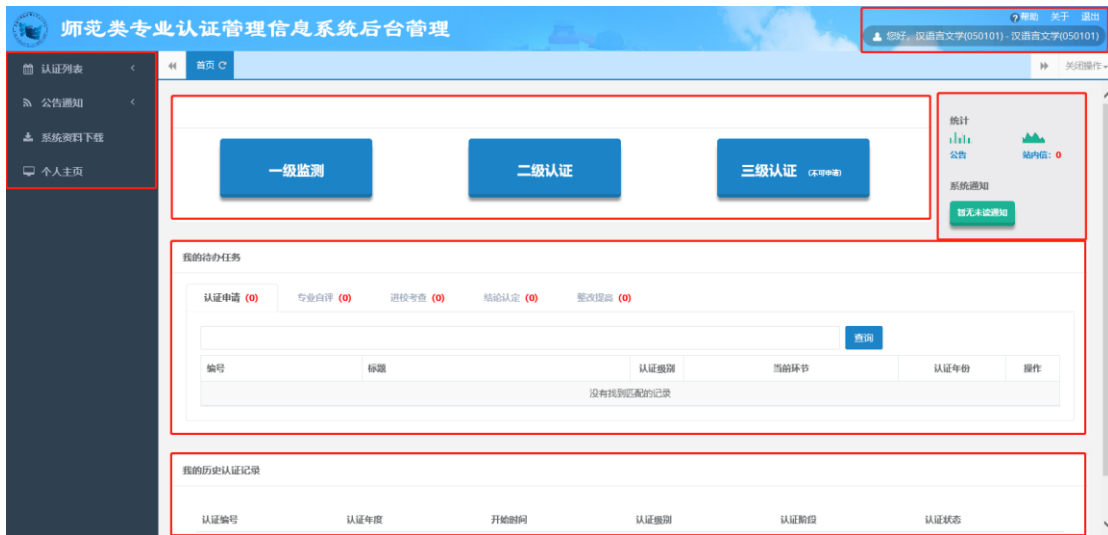 师范类专业认证管理信息系统后台管理
帮助 关于 退出
您好，汉语言文学(050101) - 汉语言文学(050101)
认证列表
公告通知
系统资料下载
个人主页
首页
关闭操作
一级监测
二级认证
三级认证 (不可申请)
统计
公告
站内信: 0
系统通知
暂无未读通知
我的待办任务
认证申请 (0) 专业自评 (0) 进校考查 (0) 结论认定 (0) 整改提高 (0)
查询
编号 标题 认证级别 当前环节 认证年份 操作
没有找到匹配的记录
我的历史认证记录
认证编号 认证年度 开始时间 认证级别 认证阶段 认证状态